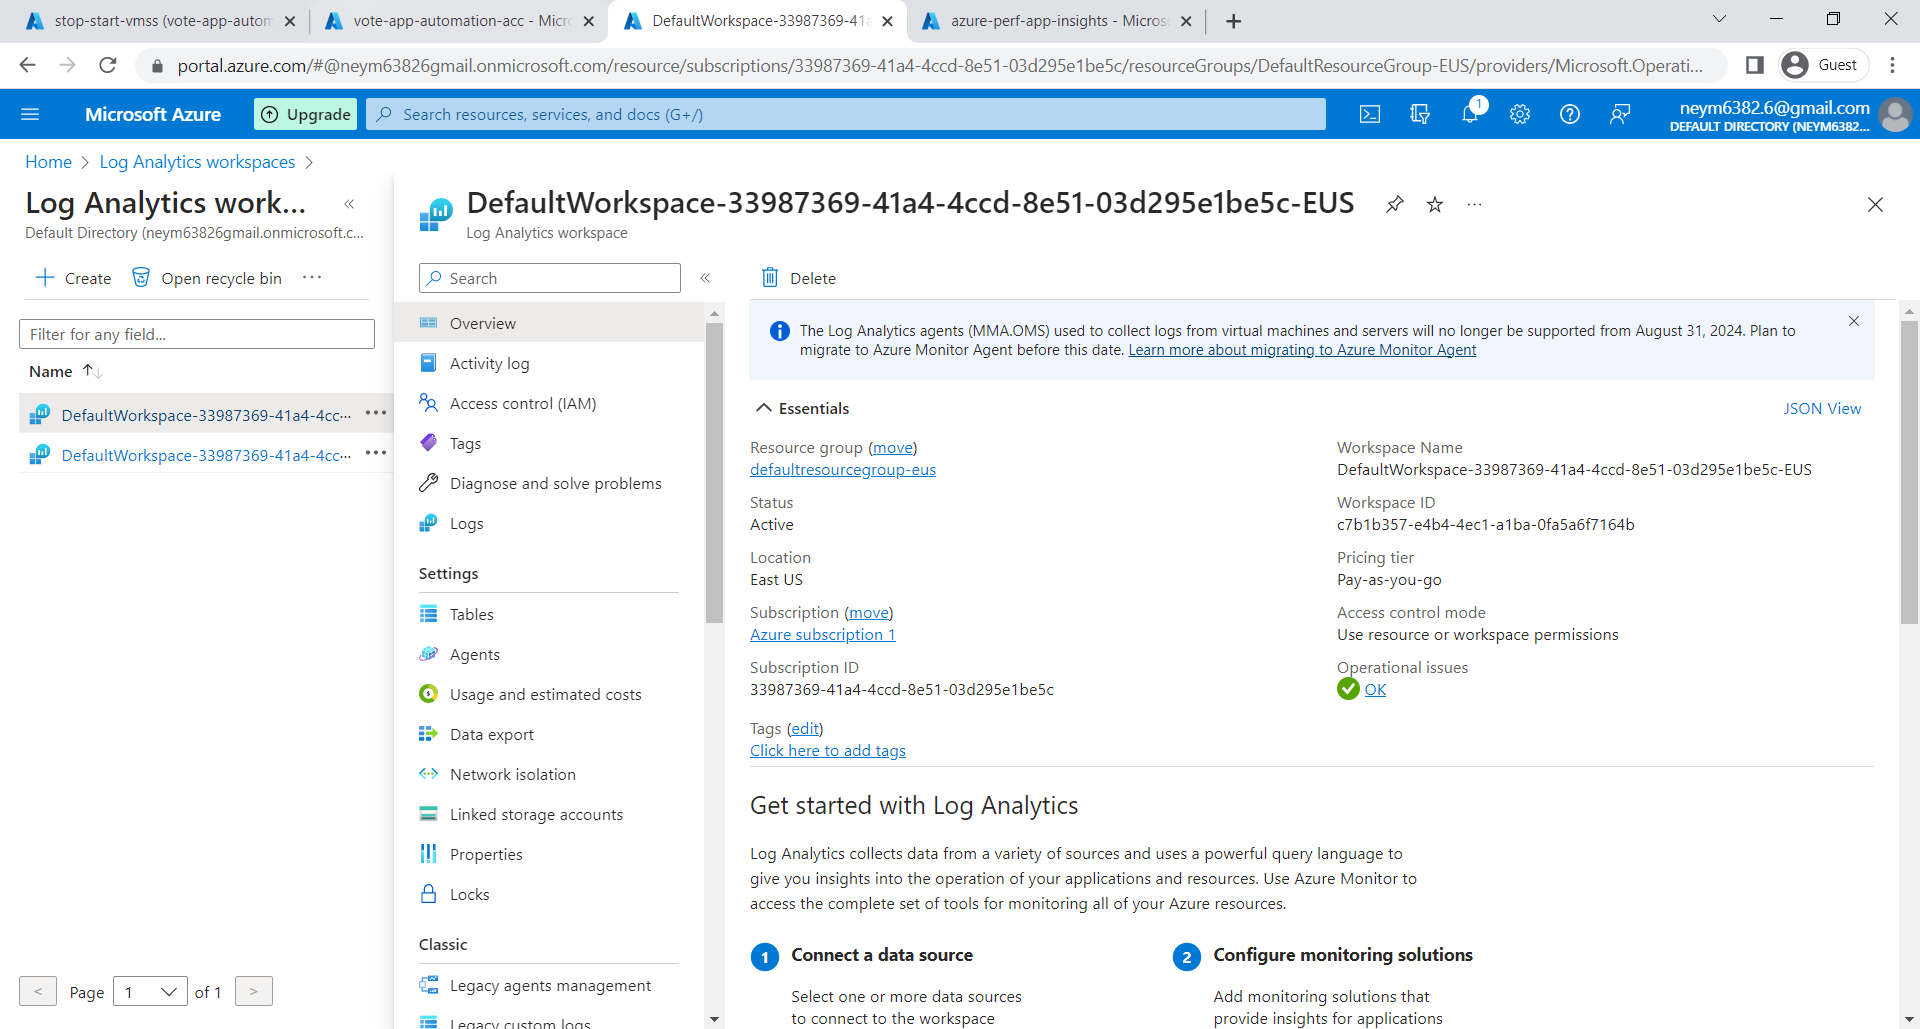 stop-start-vmss (vote-app-autom
vote-app-automation-acc - Micro
DefaultWorkspace-33987369-41a
azure-perf-app-insights - Microso
portal.azure.com/#@neym63826gmail.onmicrosoft.com/resource/subscriptions/33987369-41a4-4ccd-8e51-03d295e1be5c/resourceGroups/DefaultResourceGroup-EUS/providers/Microsoft.Operati...
Guest
Microsoft Azure
Upgrade
Search resources, services, and docs (G+/)
1
neym6382.6@gmail.com
DEFAULT DIRECTORY (NEYM6382...
Home > Log Analytics workspaces >
Log Analytics work...
Default Directory (neym63826gmail.onmicrosoft.c...
Create
Open recycle bin
Filter for any field...
Name
DefaultWorkspace-33987369-41a4-4cc...
DefaultWorkspace-33987369-41a4-4cc...
< Page 1 of 1 >
DefaultWorkspace-33987369-41a4-4ccd-8e51-03d295e1be5c-EUS
Log Analytics workspace
Search
Overview
Activity log
Access control (IAM)
Tags
Diagnose and solve problems
Logs
Settings
Tables
Agents
Usage and estimated costs
Data export
Network isolation
Linked storage accounts
Properties
Locks
Classic
Legacy agents management
Legacy custom logs
Delete
The Log Analytics agents (MMA.OMS) used to collect logs from virtual machines and servers will no longer be supported from August 31, 2024. Plan to
migrate to Azure Monitor Agent before this date. Learn more about migrating to Azure Monitor Agent
Essentials
JSON View
Resource group (move)
defaultresourcegroup-eus
Status
Active
Location
East US
Subscription (move)
Azure subscription 1
Subscription ID
33987369-41a4-4ccd-8e51-03d295e1be5c
Tags (edit)
Click here to add tags
Workspace Name
DefaultWorkspace-33987369-41a4-4ccd-8e51-03d295e1be5c-EUS
Workspace ID
c7b1b357-e4b4-4ec1-a1ba-0fa5a6f7164b
Pricing tier
Pay-as-you-go
Access control mode
Use resource or workspace permissions
Operational issues
OK
Get started with Log Analytics
Log Analytics collects data from a variety of sources and uses a powerful query language to
give you insights into the operation of your applications and resources. Use Azure Monitor to
access the complete set of tools for monitoring all of your Azure resources.
1 Connect a data source
Select one or more data sources
to connect to the workspace
2 Configure monitoring solutions
Add monitoring solutions that
provide insights for applications